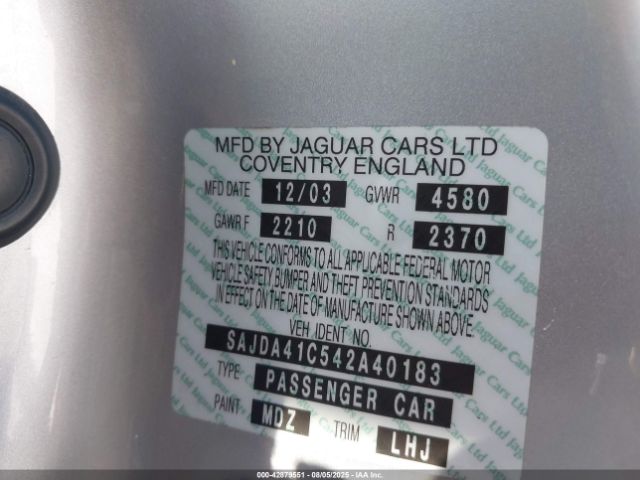 MFD BY JAGUAR CARS LTD
COVENTRY ENGLAND
MFD DATE 12/03 GVWR 4580
GAWR F 2210 R 2370
THIS VEHICLE CONFORMS TO ALL APPLICABLE FEDERAL MOTOR
VEHICLE SAFETY BUMPER AND THEFT PREVENTION STANDARDS
IN EFFECT ON THE DATE OF MANUFACTURE SHOWN ABOVE.
VEH IDENT NO.
SAJDA41C542A40183
TYPE PASSENGER CAR
PAINT MDZ TRIM LHJ
000-42879551 - 08/05/2025 - IAAI.COM